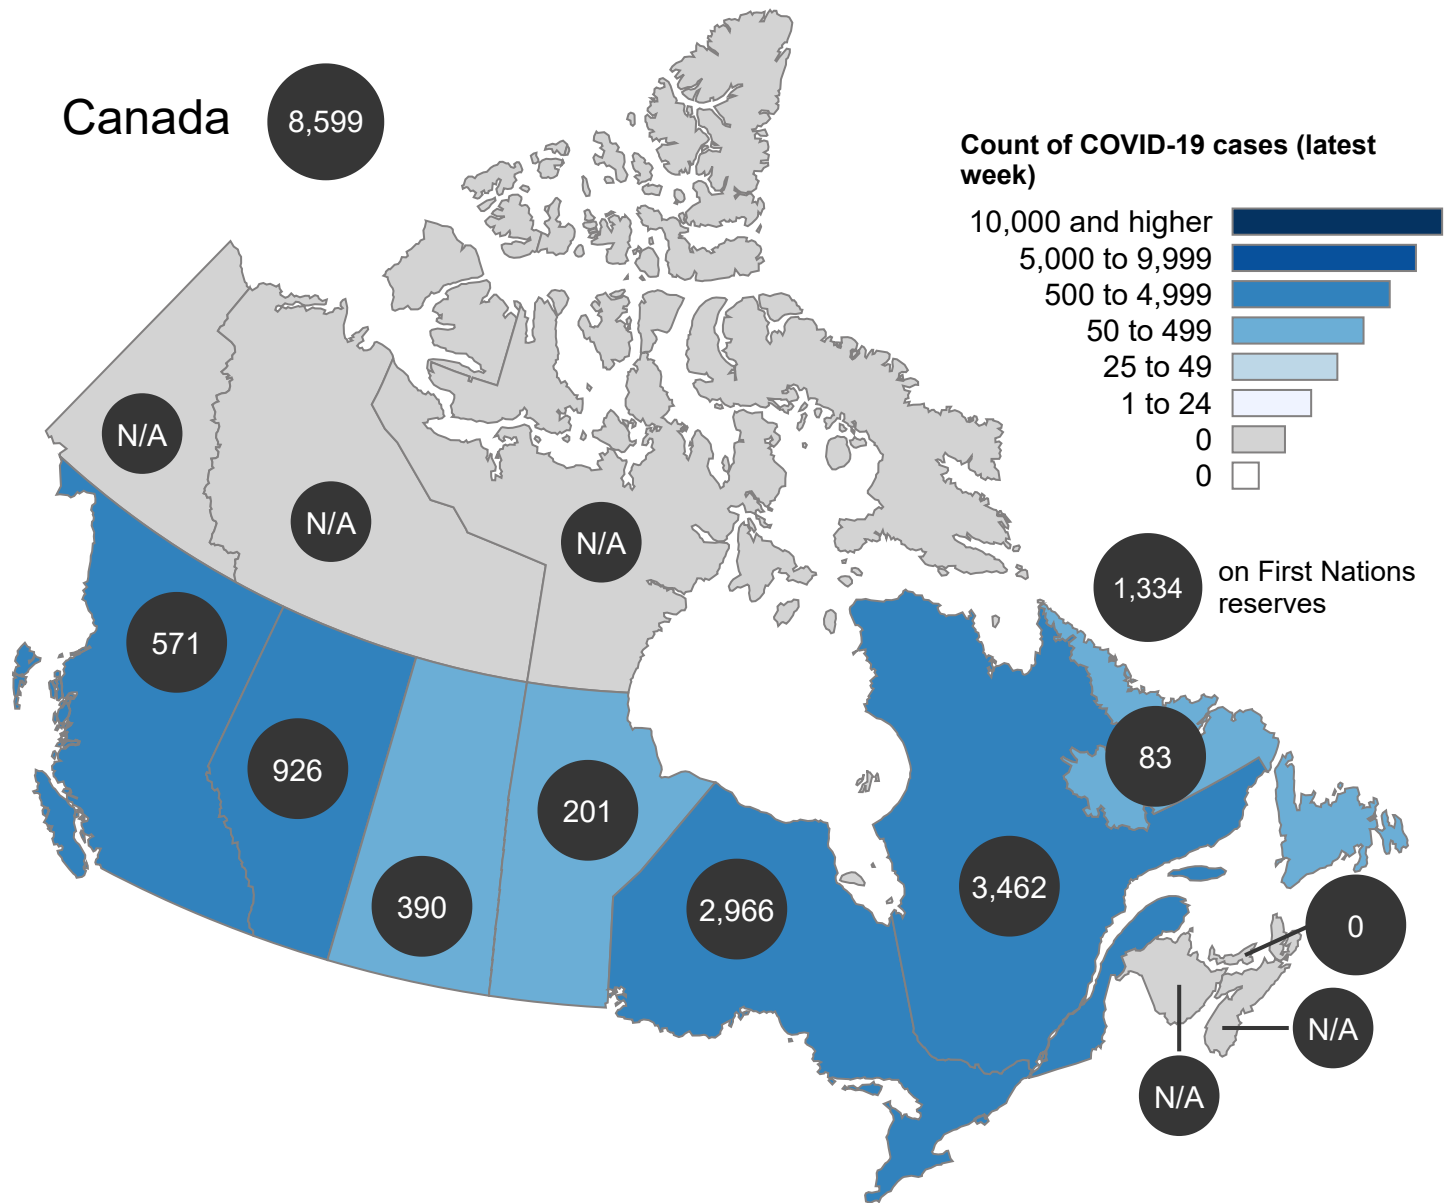 Canada
8,599
Count of COVID-19 cases (latest
week)
10,000 and higher
5,000 to 9,999
500 to 4,999
50 to 499
25 to 49
1 to 24
0
0
N/A
N/A
N/A
1,334
on First Nations
reserves
571
926
390
201
2,966
3,462
83
0
N/A
N/A